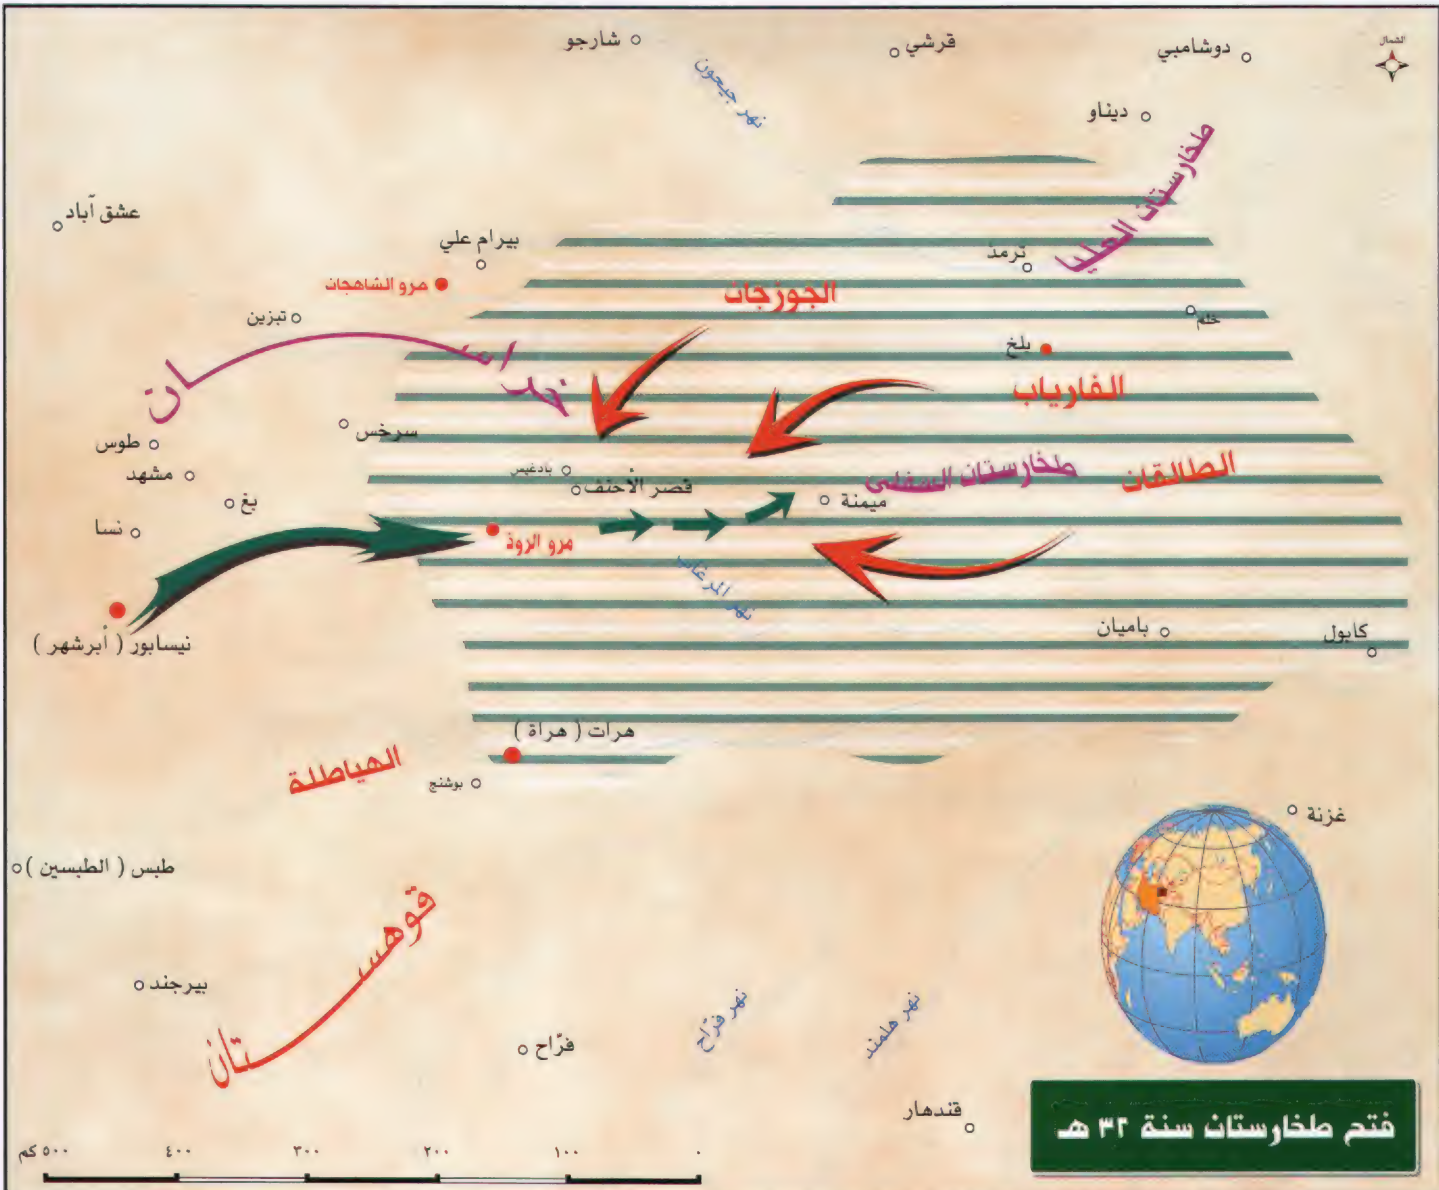 الشمال
دوشامبي
قرشي
شارجو
نهر جيحون
ديناو
طخارستان العليا
عشق آباد
بيرام علي
ترمذ
مرو الشاهجان
الجوزجان
تبزين
خلم
بلخ
خراسان
الفارياب
سرخس
طوس
مشهد
بادغيس
طخارستان السفلى
الطالقان
قصر الأحنف
ميمنة
بغ
نسا
مرو الروذ
نهر المرغاب
باميان
كابول
نيسابور ( أبرشهر )
هرات ( هراة )
الهياطلة
بوشنج
غزنة
طبس ( الطبسين )
قوهستان
بيرجند
نهر فرّاح
نهر هلمند
فرّاح
قندهار
فتح طخارستان سنة ٣٢ هـ
٥٠٠ كم ٤٠٠ ٣٠٠ ٢٠٠ ١٠٠ ٠